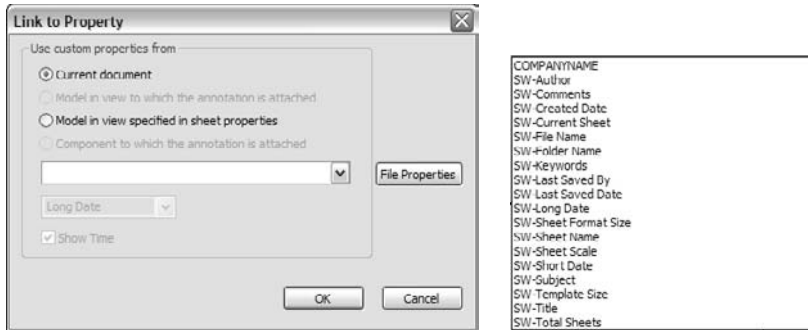 Link to Property
Use custom properties from
Current document
Model in view to which the annotation is attached
Model in view specified in sheet properties
Component to which the annotation is attached
File Properties
Long Date
Show Time
OK
Cancel
COMPANYNAME
SW-Author
SW-Comments
SW-Created Date
SW-Current Sheet
SW-File Name
SW-Folder Name
SW-Keywords
SW-Last Saved By
SW-Last Saved Date
SW-Long Date
SW-Sheet Format Size
SW-Sheet Name
SW-Sheet Scale
SW-Short Date
SW-Subject
SW-Template Size
SW-Title
SW-Total Sheets